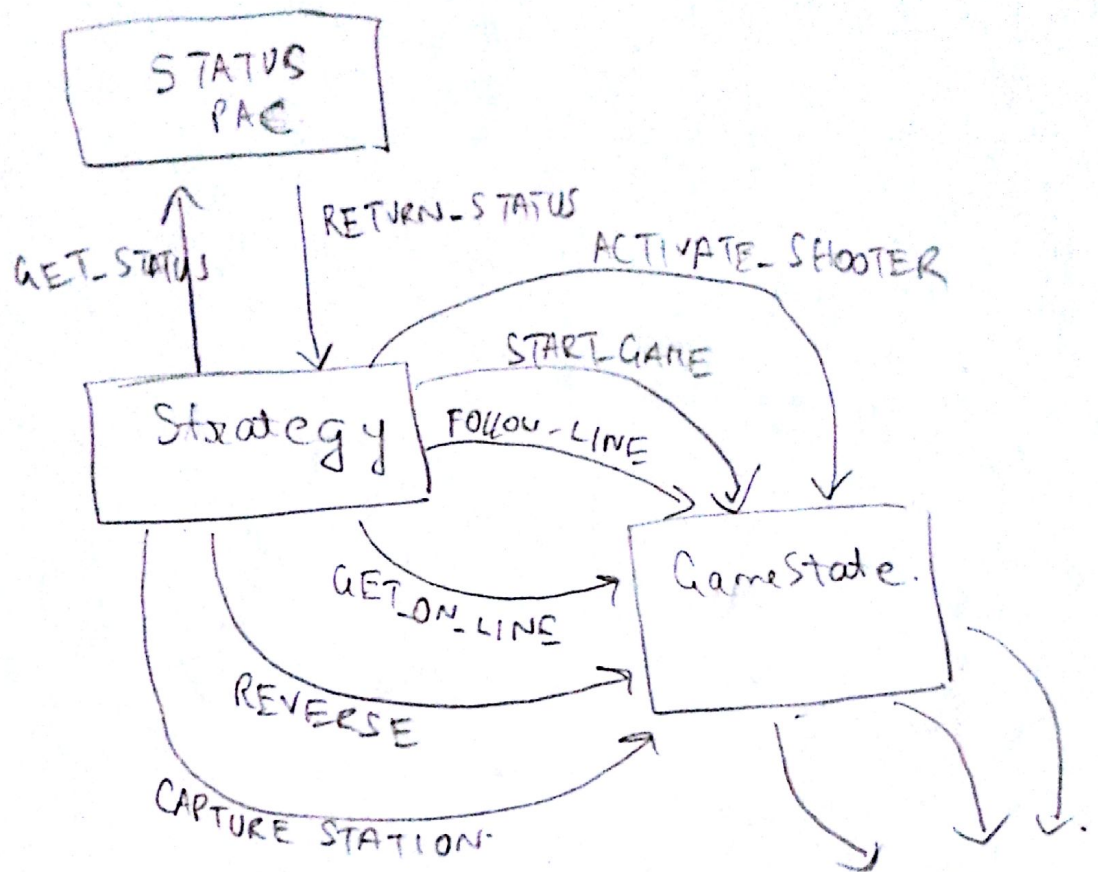 STATUS
PAC
GET_STATUS
RETURN_STATUS
ACTIVATE_SHOOTER
START_GAME
FOLLOW_LINE
Strategy
GameState.
GET_ON_LINE
REVERSE
CAPTURE STATION